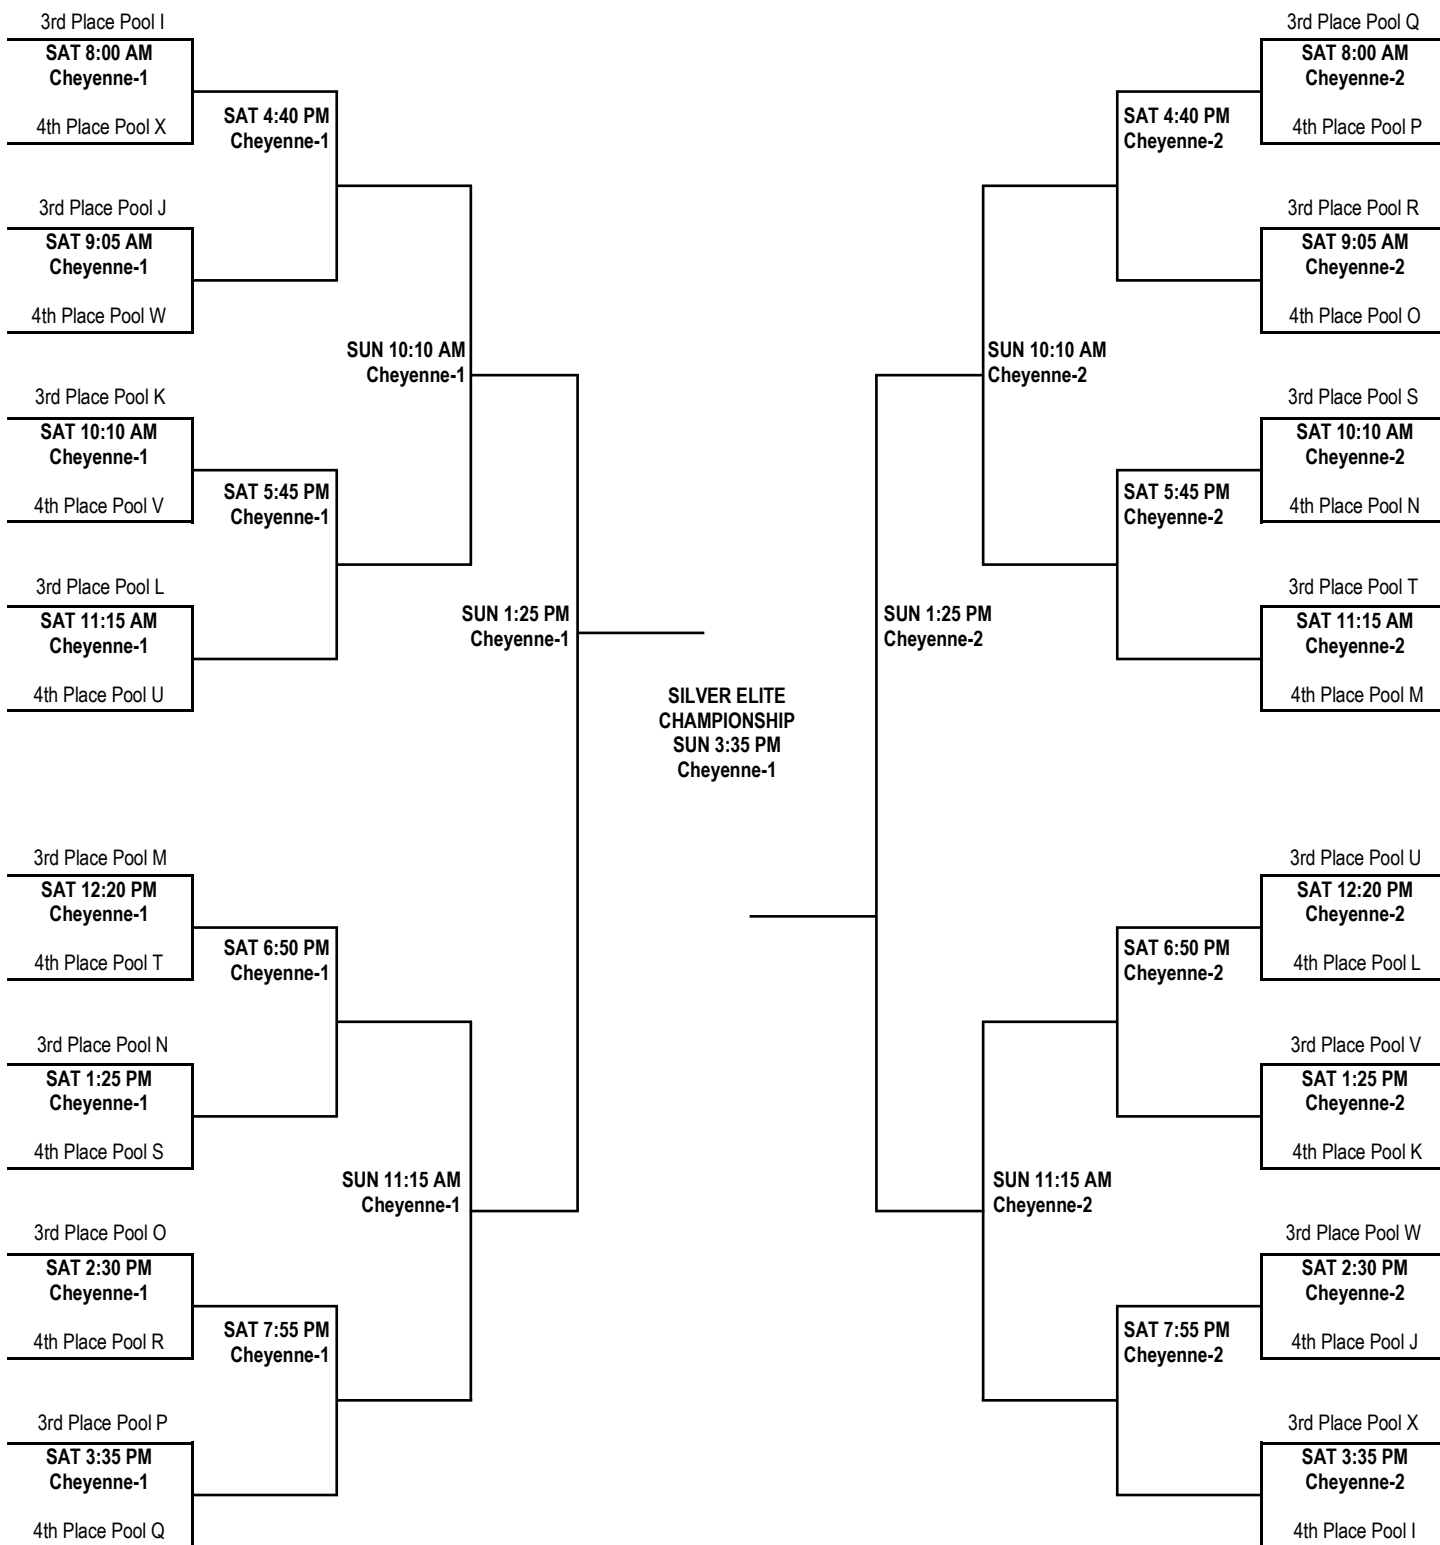 3rd Place Pool I
SAT 8:00 AM
Cheyenne-1
4th Place Pool X
SAT 4:40 PM
Cheyenne-1
3rd Place Pool J
SAT 9:05 AM
Cheyenne-1
4th Place Pool W
SUN 10:10 AM
Cheyenne-1
3rd Place Pool K
SAT 10:10 AM
Cheyenne-1
4th Place Pool V
SAT 5:45 PM
Cheyenne-1
3rd Place Pool L
SAT 11:15 AM
Cheyenne-1
4th Place Pool U
SUN 1:25 PM
Cheyenne-1
3rd Place Pool M
SAT 12:20 PM
Cheyenne-1
4th Place Pool T
SAT 6:50 PM
Cheyenne-1
3rd Place Pool N
SAT 1:25 PM
Cheyenne-1
4th Place Pool S
SUN 11:15 AM
Cheyenne-1
3rd Place Pool O
SAT 2:30 PM
Cheyenne-1
4th Place Pool R
SAT 7:55 PM
Cheyenne-1
3rd Place Pool P
SAT 3:35 PM
Cheyenne-1
4th Place Pool Q
SILVER ELITE
CHAMPIONSHIP
SUN 3:35 PM
Cheyenne-1
3rd Place Pool Q
SAT 8:00 AM
Cheyenne-2
4th Place Pool P
SAT 4:40 PM
Cheyenne-2
3rd Place Pool R
SAT 9:05 AM
Cheyenne-2
4th Place Pool O
SUN 10:10 AM
Cheyenne-2
3rd Place Pool S
SAT 10:10 AM
Cheyenne-2
4th Place Pool N
SAT 5:45 PM
Cheyenne-2
3rd Place Pool T
SAT 11:15 AM
Cheyenne-2
4th Place Pool M
SUN 1:25 PM
Cheyenne-2
3rd Place Pool U
SAT 12:20 PM
Cheyenne-2
4th Place Pool L
SAT 6:50 PM
Cheyenne-2
3rd Place Pool V
SAT 1:25 PM
Cheyenne-2
4th Place Pool K
SUN 11:15 AM
Cheyenne-2
3rd Place Pool W
SAT 2:30 PM
Cheyenne-2
4th Place Pool J
SAT 7:55 PM
Cheyenne-2
3rd Place Pool X
SAT 3:35 PM
Cheyenne-2
4th Place Pool I